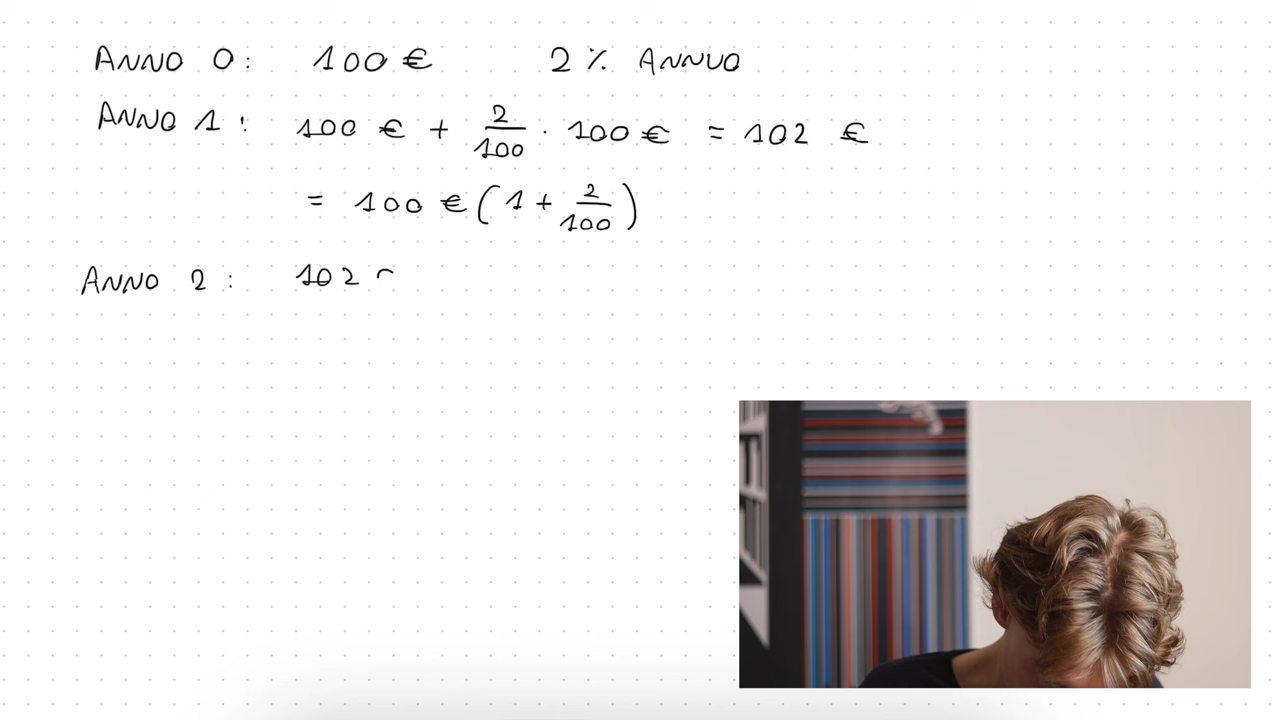 ANNO 0: 100 € 2 % ANNUO
ANNO 1: 100 € + 2/100 · 100 € = 102 €
= 100 € (1 + 2/100)
ANNO 2: 102